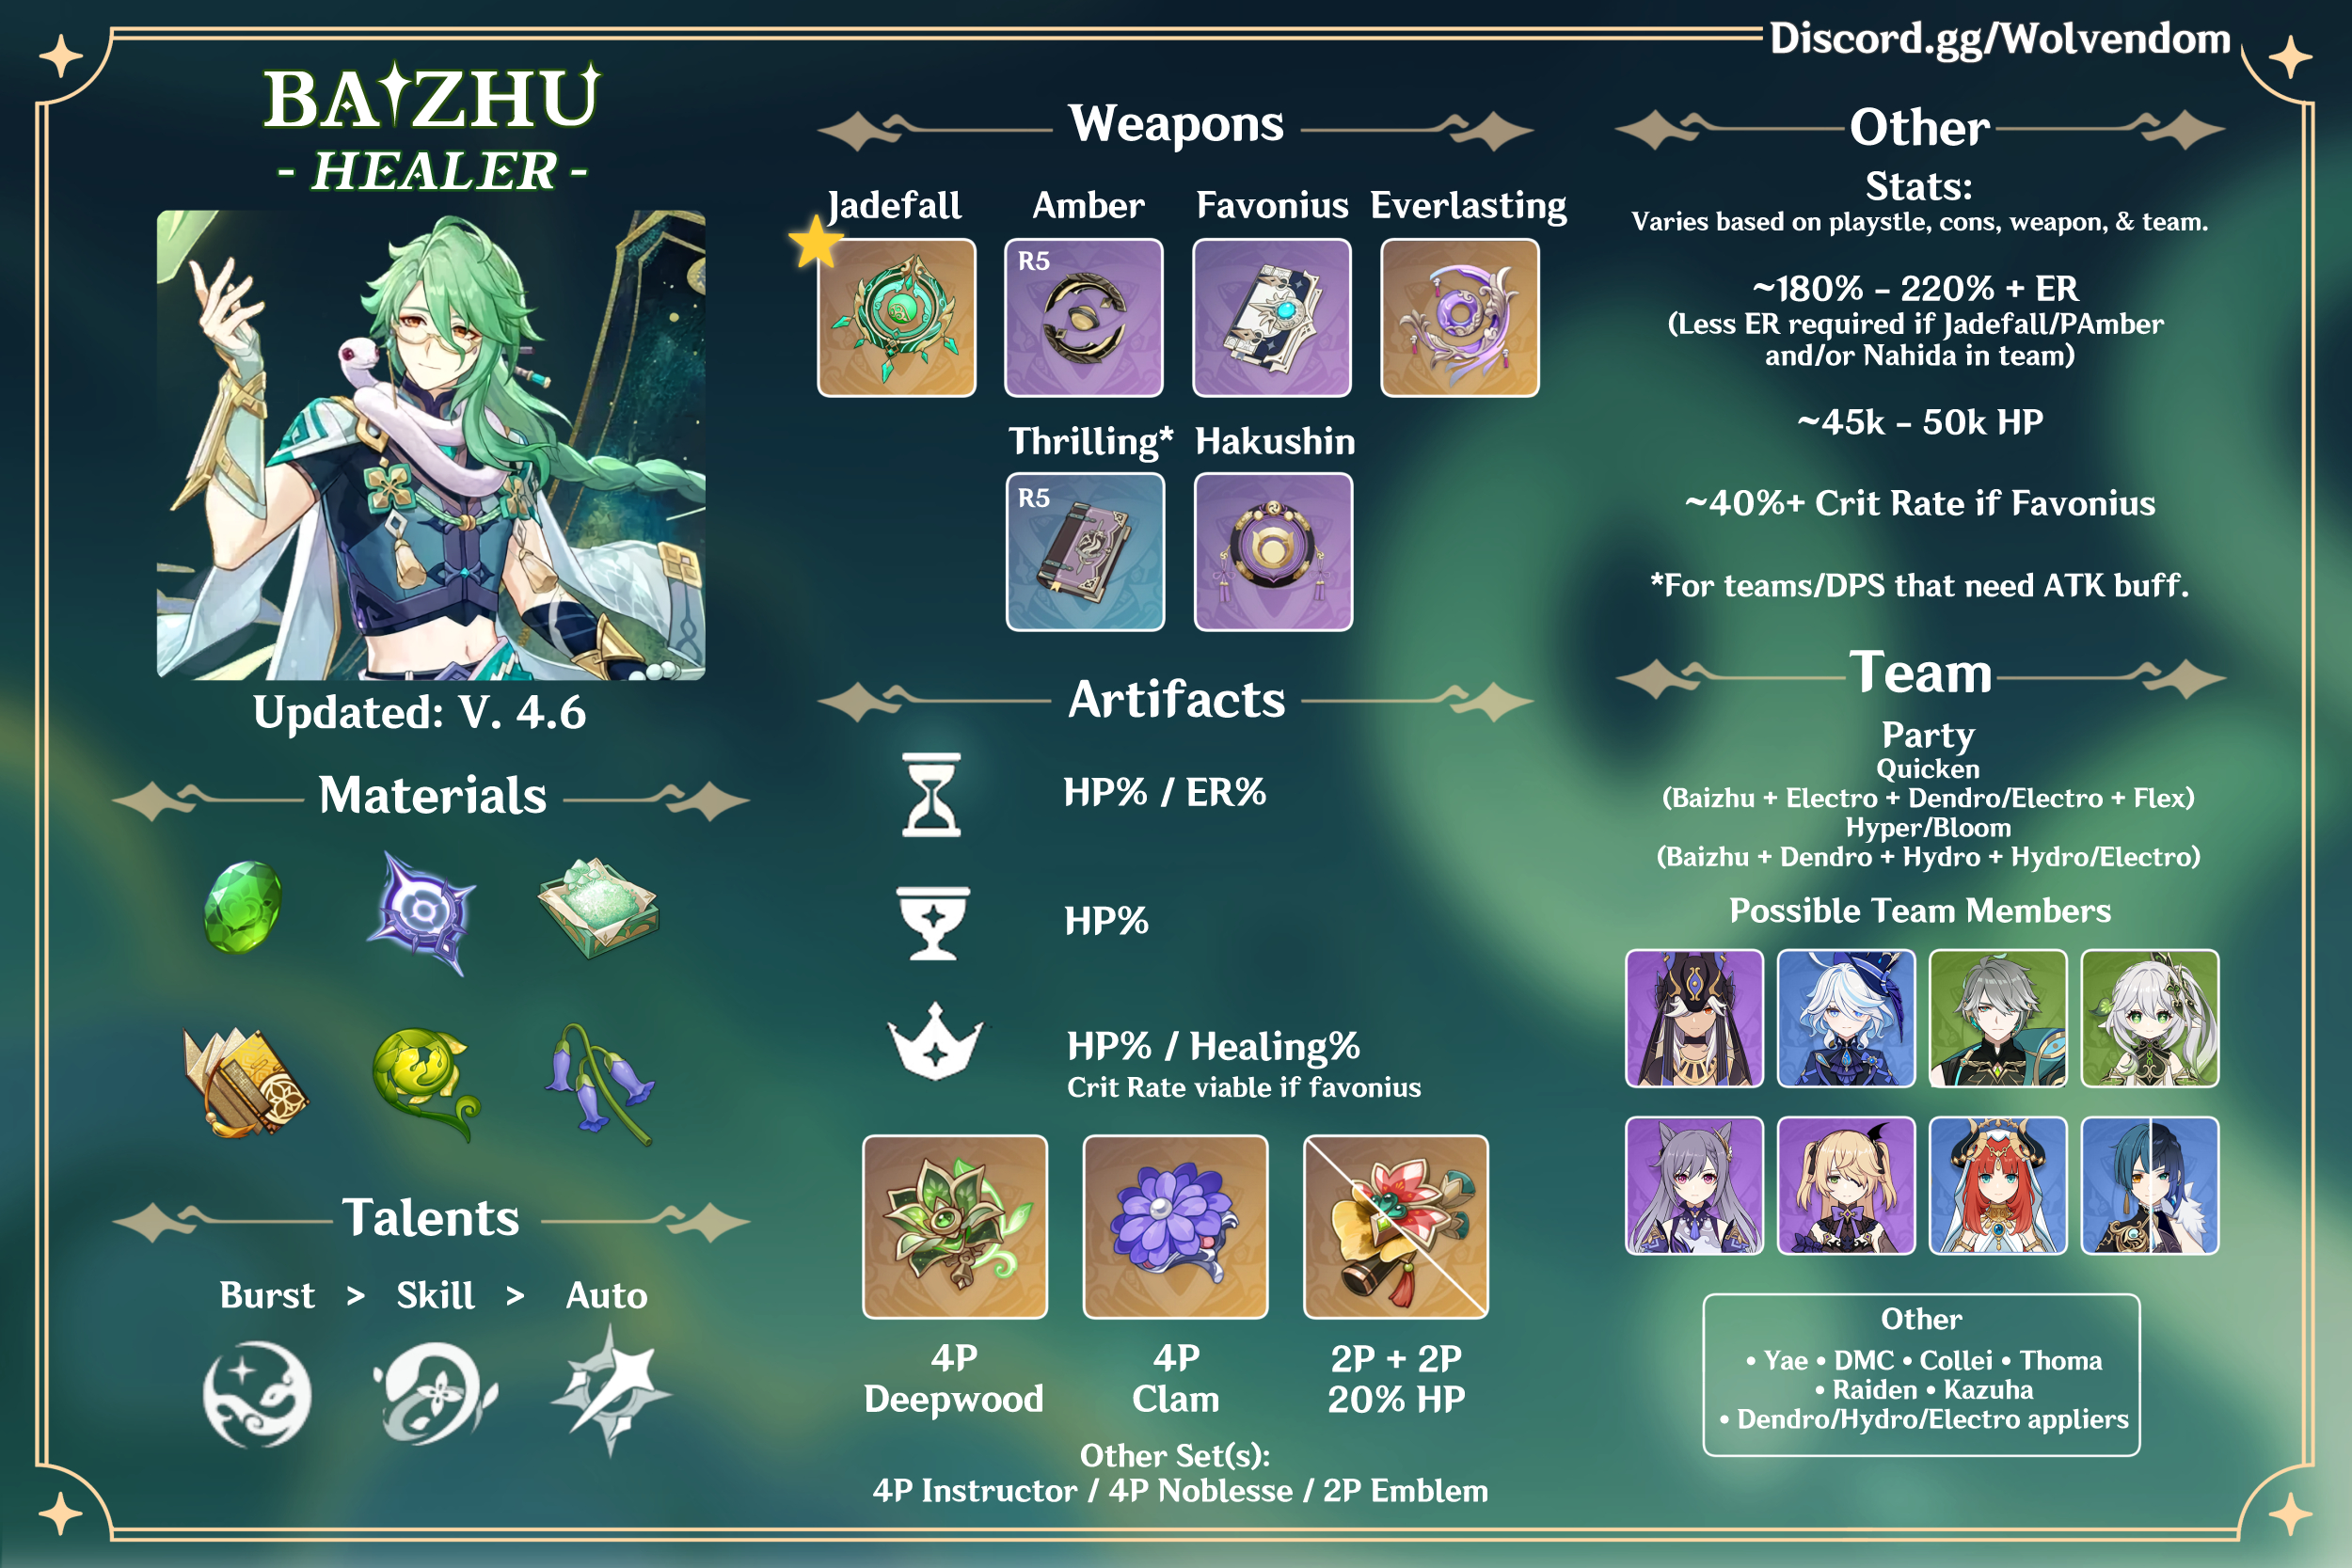 Discord.gg/Wolvendom
BAIZHU
- HEALER -
Updated: V. 4.6
Materials
Talents
Burst > Skill > Auto
Weapons
Jadefall Amber Favonius Everlasting
R5
Thrilling* Hakushin
R5
Artifacts
HP% / ER%
HP%
HP% / Healing%
Crit Rate viable if favonius
4P 4P 2P + 2P
Deepwood Clam 20% HP
Other Set(s):
4P Instructor / 4P Noblesse / 2P Emblem
Other
Stats:
Varies based on playstle, cons, weapon, & team.
~180% - 220% + ER
(Less ER required if Jadefall/PAmber
and/or Nahida in team)
~45k - 50k HP
~40%+ Crit Rate if Favonius
*For teams/DPS that need ATK buff.
Team
Party
Quicken
(Baizhu + Electro + Dendro/Electro + Flex)
Hyper/Bloom
(Baizhu + Dendro + Hydro + Hydro/Electro)
Possible Team Members
Other
• Yae • DMC • Collei • Thoma
• Raiden • Kazuha
• Dendro/Hydro/Electro appliers